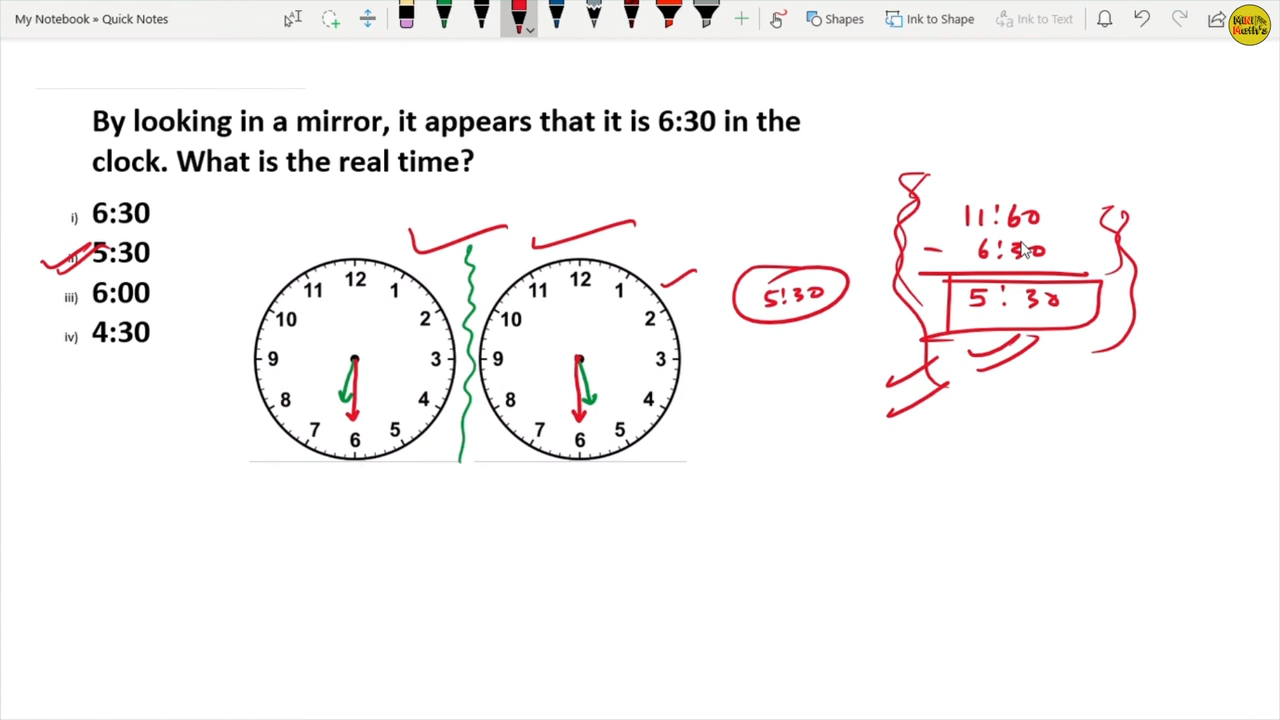 My Notebook » Quick Notes
Shapes
Ink to Shape
Ink to Text
MINI Math's
By looking in a mirror, it appears that it is 6:30 in the
clock. What is the real time?
i) 6:30
ii) 5:30
iii) 6:00
iv) 4:30
12
11 1
10 2
9 3
8 4
7 5
6
12
11 1
10 2
9 3
8 4
7 5
6
5:30
11:60
- 6:30
5:30